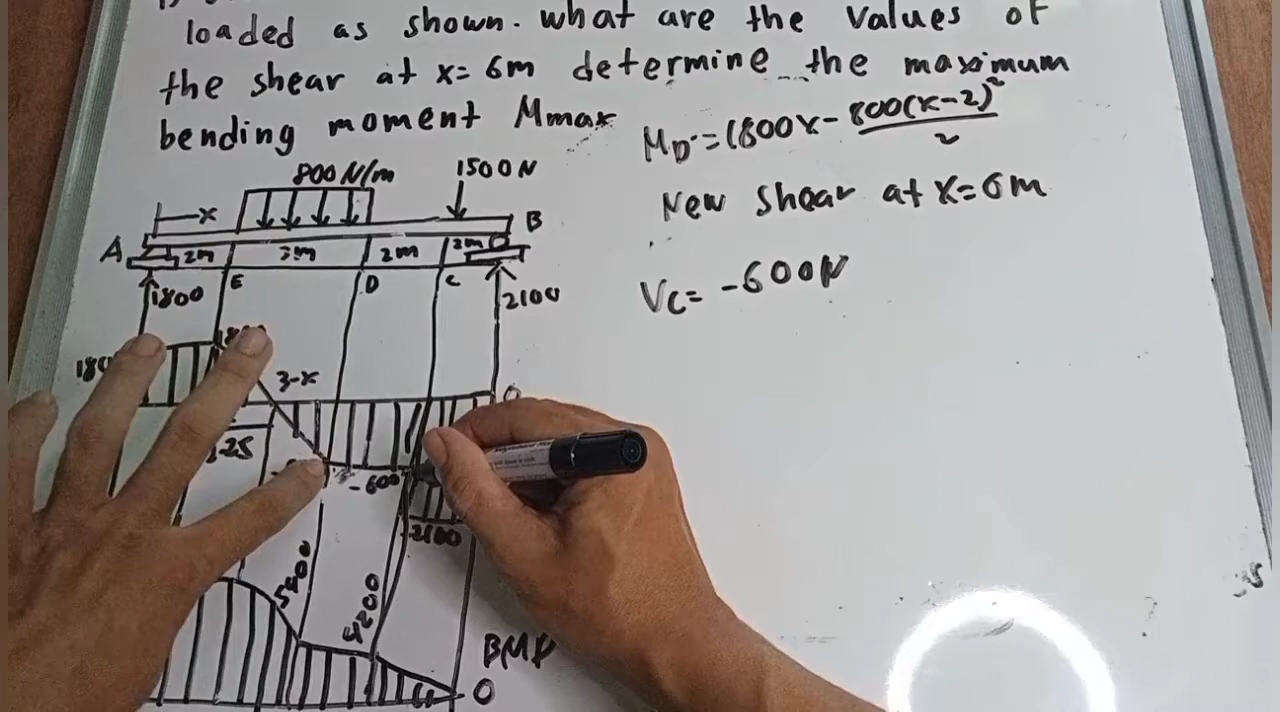 loaded as shown. what are the values of
the shear at x= 6m determine the maximum
bending moment Mmax
MD = 1800x - 800(x-2)²
2
800 N/m
1500N
New shear at x=6m
x
B
A
2m
3m
2m
2m
E
D
C
1800
2100
Vc= -600N
3-x
-600
-2100
5400
4200
BMD
0